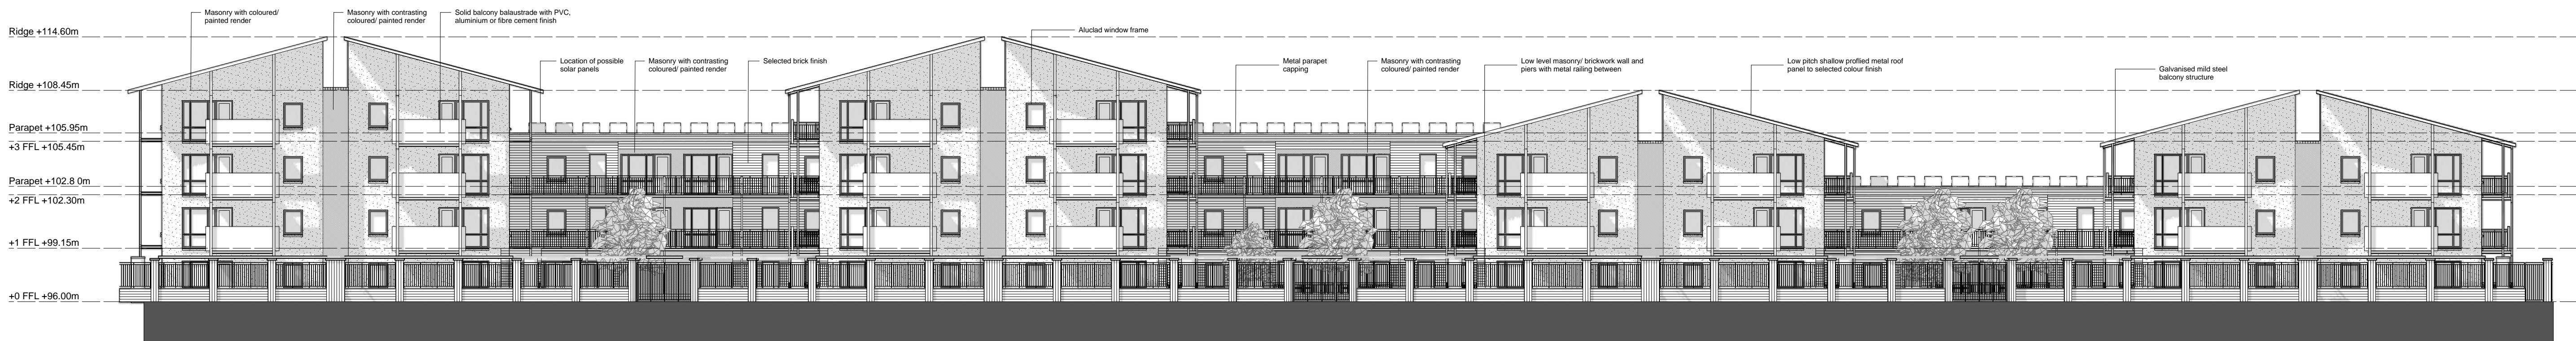 Masonry with coloured/
painted render
Masonry with contrasting
coloured/ painted render
Solid balcony balaustrade with PVC,
aluminium or fibre cement finish
Ridge +114.60m
Aluclad window frame
Location of possible
solar panels
Masonry with contrasting
coloured/ painted render
Selected brick finish
Metal parapet
capping
Masonry with contrasting
coloured/ painted render
Low level masonry/ brickwork wall and
piers with metal railing between
Low pitch shallow proflied metal roof
panel to selected colour finish
Galvanised mild steel
balcony structure
Ridge +108.45m
Parapet +105.95m
+3 FFL +105.45m
Parapet +102.8 0m
+2 FFL +102.30m
+1 FFL +99.15m
+0 FFL +96.00m